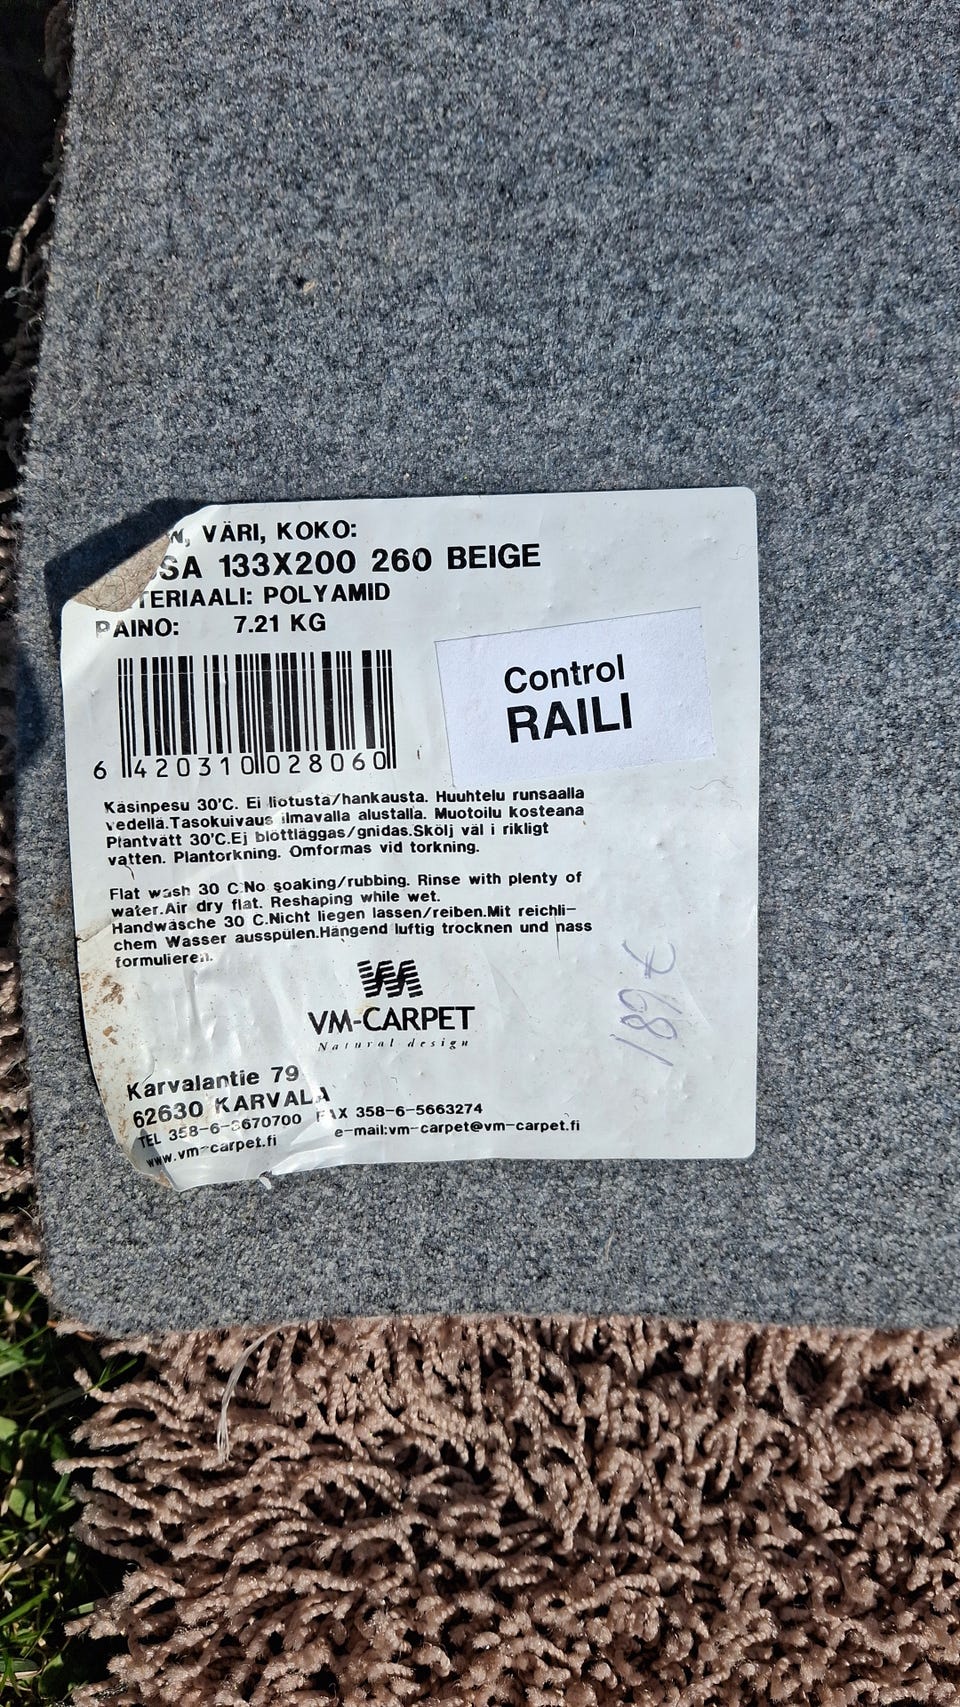 VÄRI, KOKO:
133X200 260 BEIGE
MATERIAALI: POLYAMID
PAINO: 7.21 KG
Control
RAILI
6 420310 028060
Käsinpesu 30'C. Ei liotusta/hankausta. Huuhtelu runsaalla
vedellä.Tasokuivaus ilmavalla alustalla. Muotoilu kosteana
Plantvätt 30'C.Ej blöttläggas/gnidas.Skölj väl i rikligt
vatten. Plantorkning. Omformas vid torkning.
Flat wash 30 C.No soaking/rubbing. Rinse with plenty of
water.Air dry flat. Reshaping while wet.
Handwäsche 30 C.Nicht liegen lassen/reiben.Mit reichli-
chem Wasser ausspülen.Hängend luftig trocknen und nass
formulieren.
189 €
VM-CARPET
Natural design
Karvalantie 79
62630 KARVALA
TEL 358-6-3670700 FAX 358-6-5663274
www.vm-carpet.fi e-mail:vm-carpet@vm-carpet.fi